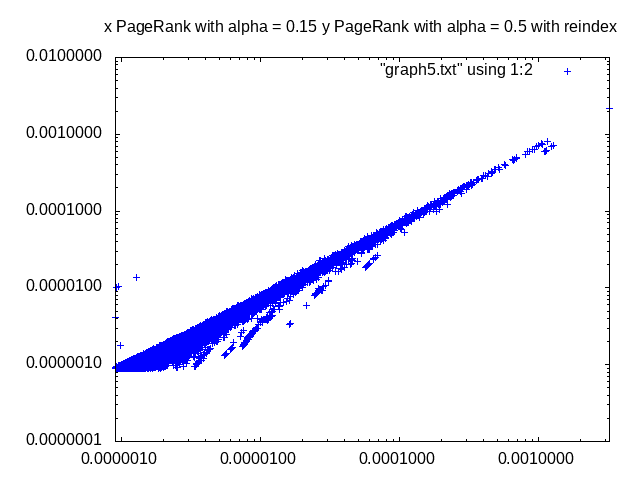 x PageRank with alpha = 0.15 y PageRank with alpha = 0.5 with reindex
0.0100000
"graph5.txt" using 1:2
0.0010000
0.0001000
0.0000100
0.0000010
0.0000001
0.0000010 0.0000100 0.0001000 0.0010000